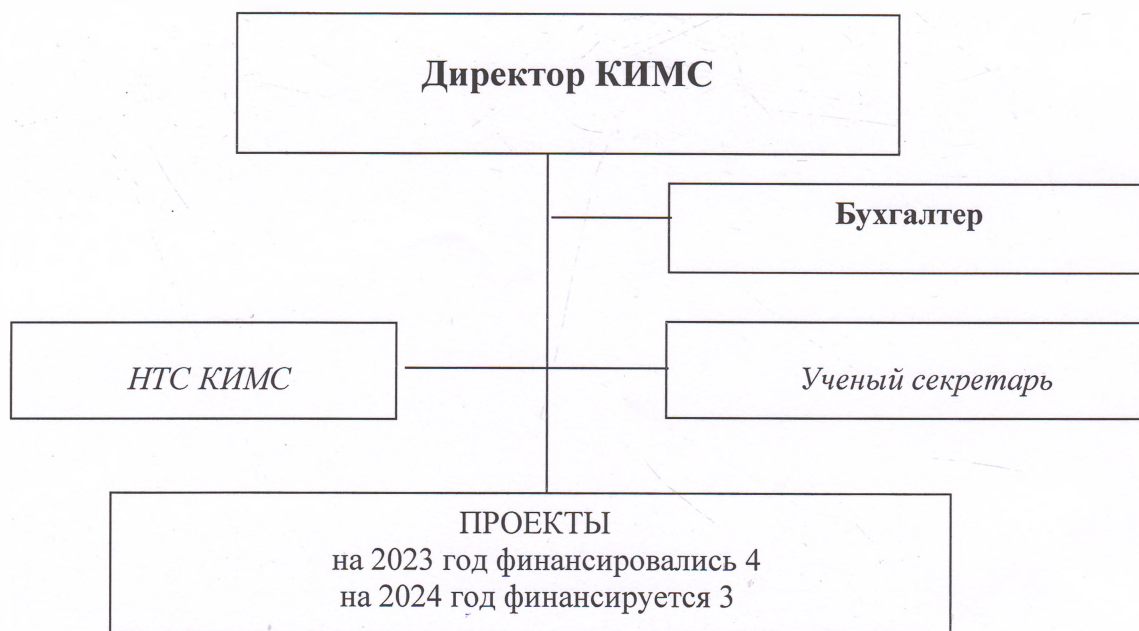 Директор КИМС
Бухгалтер
НТС КИМС
Ученый секретарь
ПРОЕКТЫ
на 2023 год финансировались 4
на 2024 год финансируется 3